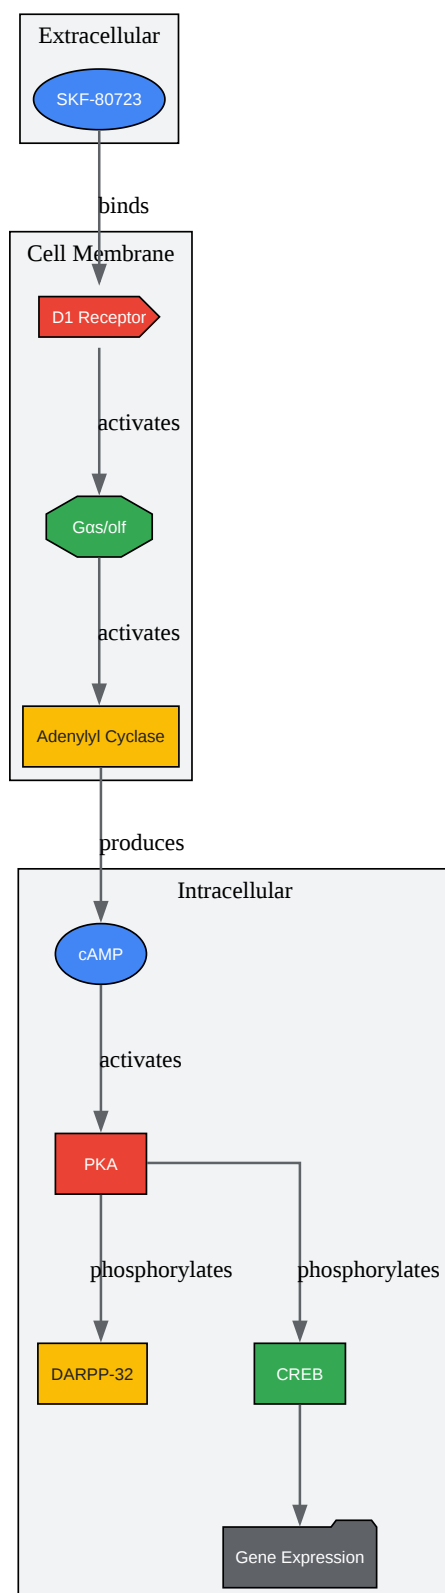 Extracellular
SKF-80723
binds
Cell Membrane
D1 Receptor
activates
Gαs/olf
activates
Adenylyl Cyclase
produces
Intracellular
cAMP
activates
PKA
phosphorylates
phosphorylates
DARPP-32
CREB
Gene Expression